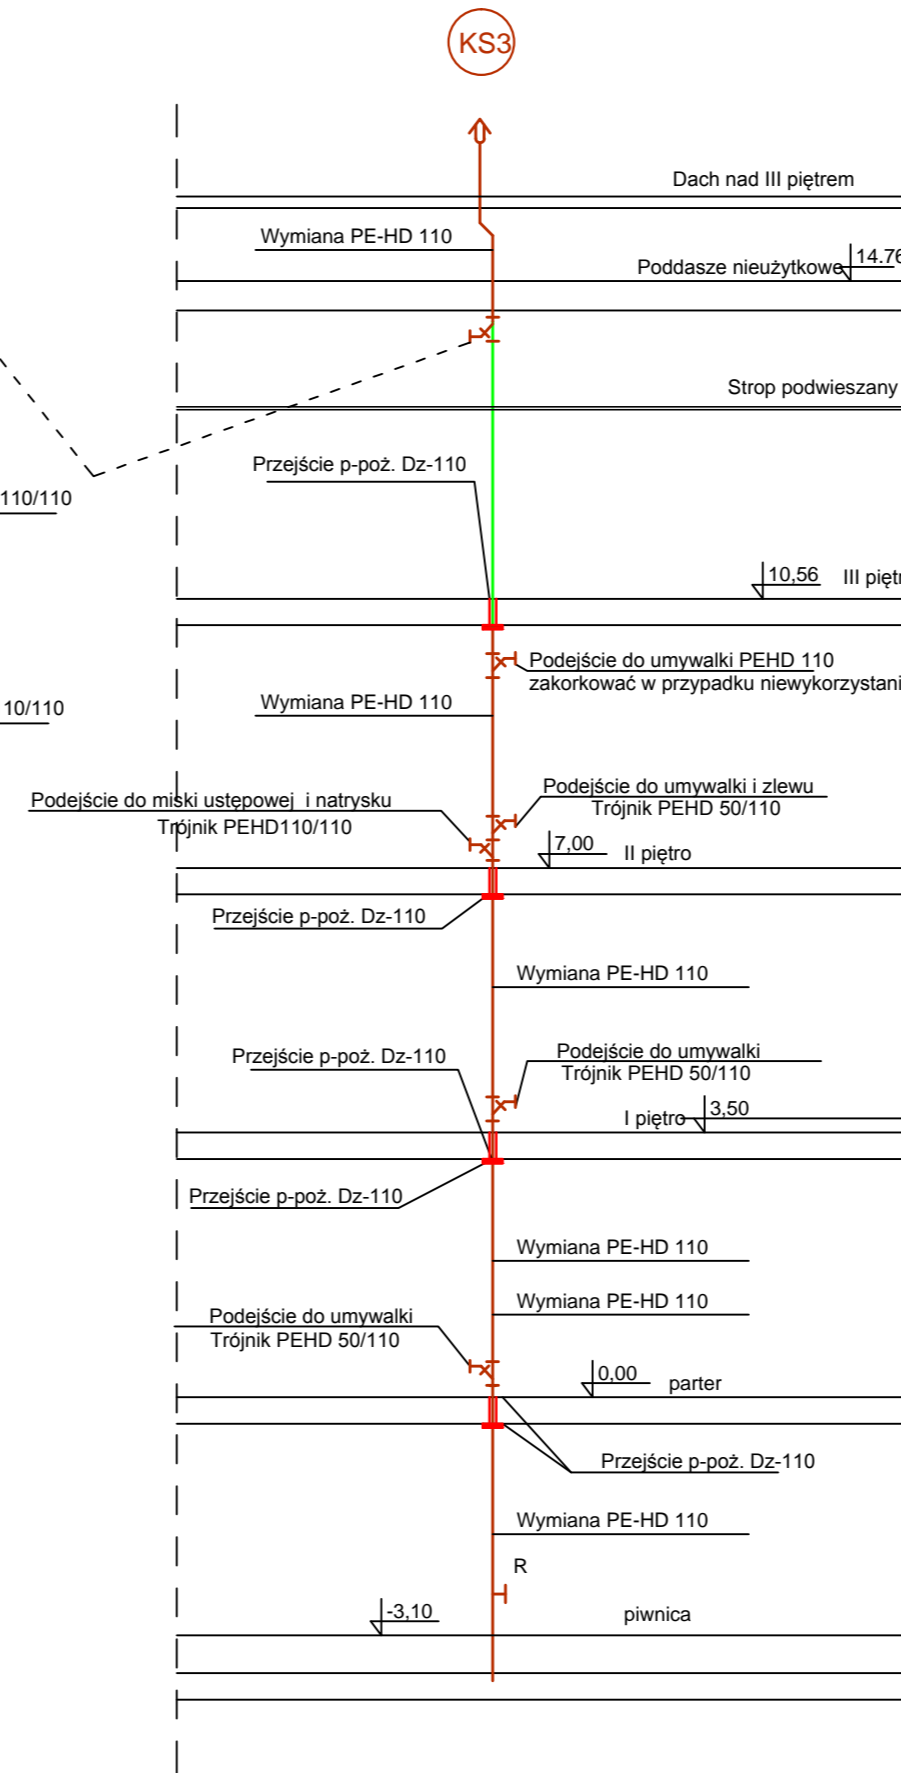 KS3
Dach nad III piętrem
Wymiana PE-HD 110
14.76
Poddasze nieużytkowe
Strop podwieszany
Przejście p-poż. Dz-110
110/110
10,56
III piętr
Podejście do umywalki PEHD 110
zakorkować w przypadku niewykorzystani
Wymiana PE-HD 110
10/110
Podejście do umywalki i zlewu
Trójnik PEHD 50/110
Podejście do miski ustępowej i natrysku
Trójnik PEHD110/110
7,00
II piętro
Przejście p-poż. Dz-110
Wymiana PE-HD 110
Przejście p-poż. Dz-110
Podejście do umywalki
Trójnik PEHD 50/110
I piętro
3,50
Przejście p-poż. Dz-110
Wymiana PE-HD 110
Wymiana PE-HD 110
Podejście do umywalki
Trójnik PEHD 50/110
0,00
parter
Przejście p-poż. Dz-110
Wymiana PE-HD 110
R
-3,10
piwnica